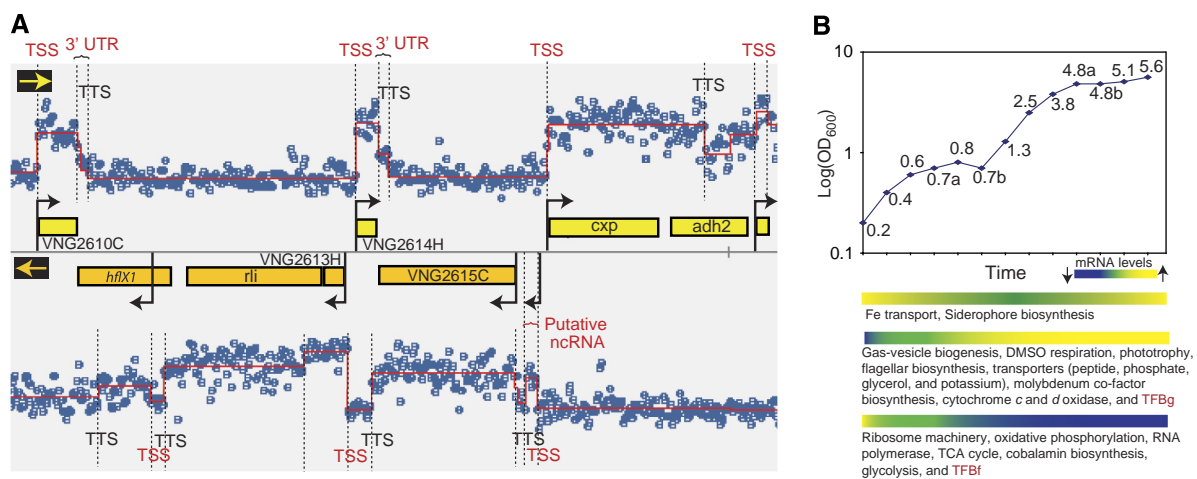 A
TSS 3' UTR TSS 3' UTR TSS TSS
TTS TTS TTS
cxp adh2
VNG2610C VNG2614H
VNG2613H
hflX1 rli VNG2615C
Putative
ncRNA
TTS TTS TTS TTS
TSS TSS TSS
B
Log(OD600)
10
1
0.1
0.2
0.4
0.6
0.7a
0.8
0.7b
1.3
2.5
3.8
4.8a
4.8b
5.1
5.6
Time
mRNA levels
Fe transport, Siderophore biosynthesis
Gas-vesicle biogenesis, DMSO respiration, phototrophy,
flagellar biosynthesis, transporters (peptide, phosphate,
glycerol, and potassium), molybdenum co-factor
biosynthesis, cytochrome c and d oxidase, and TFBg
Ribosome machinery, oxidative phosphorylation, RNA
polymerase, TCA cycle, cobalamin biosynthesis,
glycolysis, and TFBf